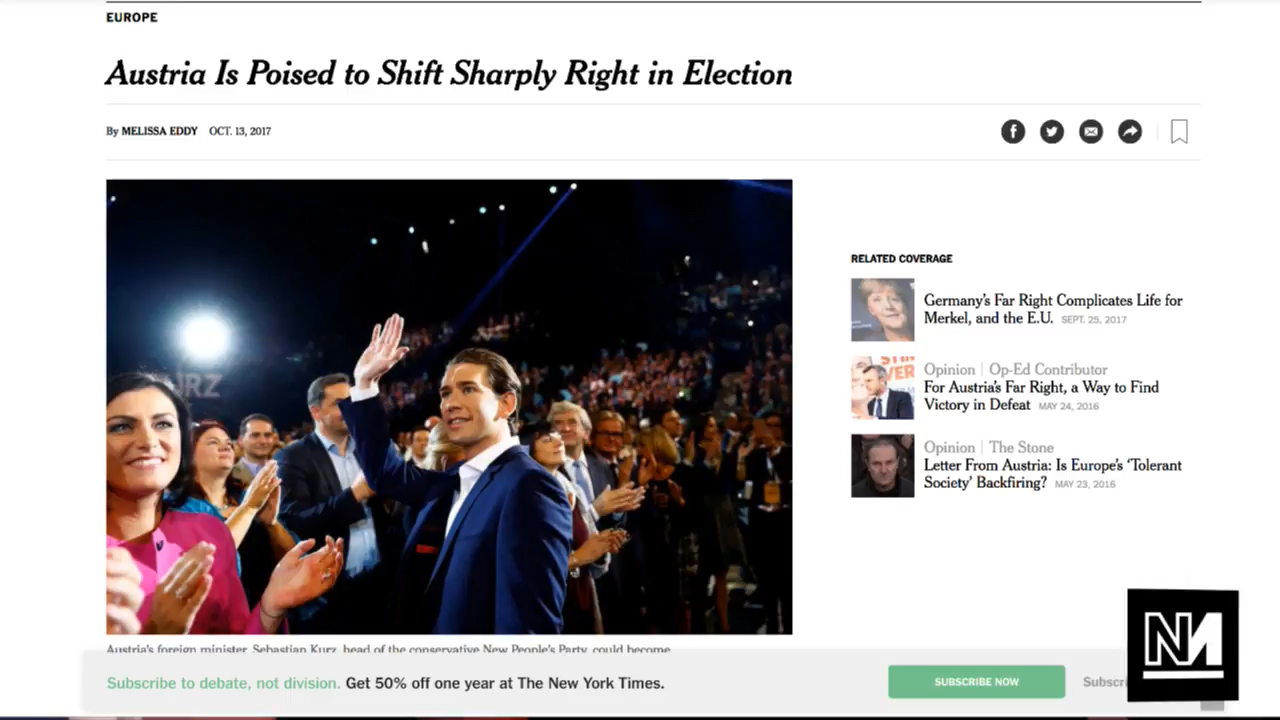 EUROPE
Austria Is Poised to Shift Sharply Right in Election
By MELISSA EDDY OCT. 13, 2017
KURZ
RELATED COVERAGE
Germany's Far Right Complicates Life for
Merkel, and the E.U. SEPT. 25, 2017
Opinion | Op-Ed Contributor
For Austria's Far Right, a Way to Find
Victory in Defeat MAY 24, 2016
Opinion | The Stone
Letter From Austria: Is Europe's 'Tolerant
Society' Backfiring? MAY 23, 2016
Austria's foreign minister, Sebastian Kurz, head of the conservative New People's Party, could become
Subscribe to debate, not division. Get 50% off one year at The New York Times.
SUBSCRIBE NOW
NM